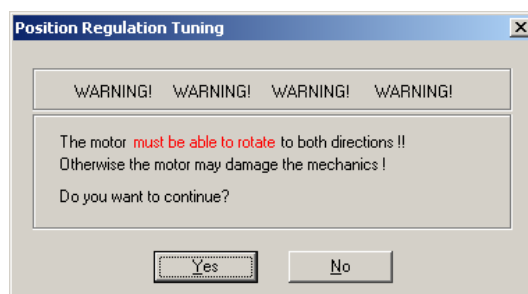 Position Regulation Tuning
WARNING! WARNING! WARNING! WARNING!
The motor must be able to rotate to both directions !!
Otherwise the motor may damage the mechanics !
Do you want to continue?
Yes No